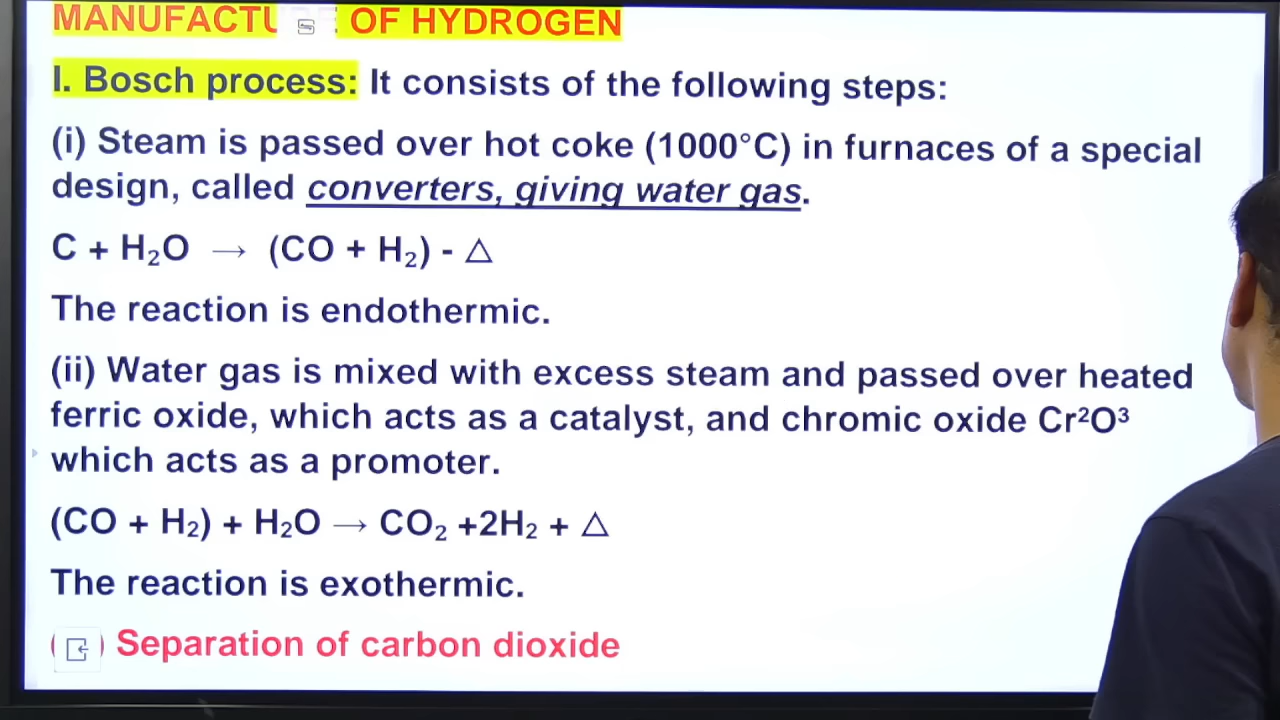 MANUFACTU OF HYDROGEN
I. Bosch process: It consists of the following steps:
(i) Steam is passed over hot coke (1000°C) in furnaces of a special
design, called converters, giving water gas.
C + H₂O → (CO + H₂) - △
The reaction is endothermic.
(ii) Water gas is mixed with excess steam and passed over heated
ferric oxide, which acts as a catalyst, and chromic oxide Cr²O³
which acts as a promoter.
(CO + H₂) + H₂O → CO₂ +2H₂ + △
The reaction is exothermic.
( ) Separation of carbon dioxide